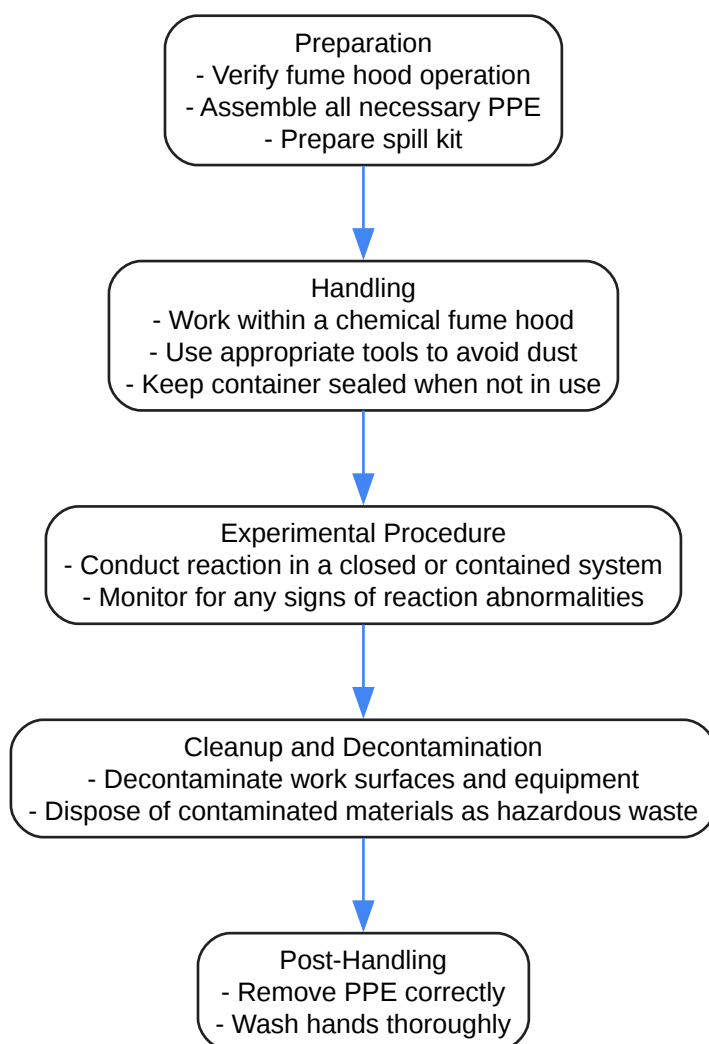 Preparation
- Verify fume hood operation
- Assemble all necessary PPE
- Prepare spill kit
Handling
- Work within a chemical fume hood
- Use appropriate tools to avoid dust
- Keep container sealed when not in use
Experimental Procedure
- Conduct reaction in a closed or contained system
- Monitor for any signs of reaction abnormalities
Cleanup and Decontamination
- Decontaminate work surfaces and equipment
- Dispose of contaminated materials as hazardous waste
Post-Handling
- Remove PPE correctly
- Wash hands thoroughly